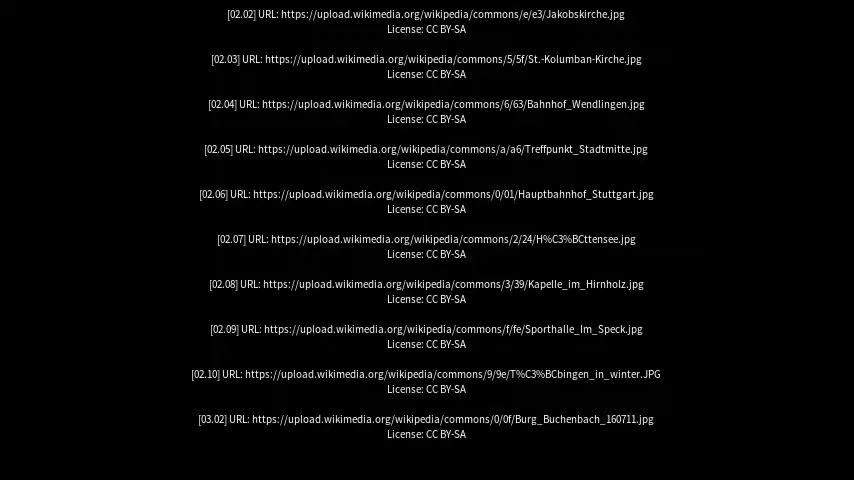 [02.02] URL: https://upload.wikimedia.org/wikipedia/commons/e/e3/Jakobskirche.jpg
License: CC BY-SA
[02.03] URL: https://upload.wikimedia.org/wikipedia/commons/5/5f/St.-Kolumban-Kirche.jpg
License: CC BY-SA
[02.04] URL: https://upload.wikimedia.org/wikipedia/commons/6/63/Bahnhof_Wendlingen.jpg
License: CC BY-SA
[02.05] URL: https://upload.wikimedia.org/wikipedia/commons/a/a6/Treffpunkt_Stadtmitte.jpg
License: CC BY-SA
[02.06] URL: https://upload.wikimedia.org/wikipedia/commons/0/01/Hauptbahnhof_Stuttgart.jpg
License: CC BY-SA
[02.07] URL: https://upload.wikimedia.org/wikipedia/commons/2/24/H%C3%BCttensee.jpg
License: CC BY-SA
[02.08] URL: https://upload.wikimedia.org/wikipedia/commons/3/39/Kapelle_im_Hirnholz.jpg
License: CC BY-SA
[02.09] URL: https://upload.wikimedia.org/wikipedia/commons/f/fe/Sporthalle_Im_Speck.jpg
License: CC BY-SA
[02.10] URL: https://upload.wikimedia.org/wikipedia/commons/9/9e/T%C3%BCbingen_in_winter.JPG
License: CC BY-SA
[03.02] URL: https://upload.wikimedia.org/wikipedia/commons/0/0f/Burg_Buchenbach_160711.jpg
License: CC BY-SA